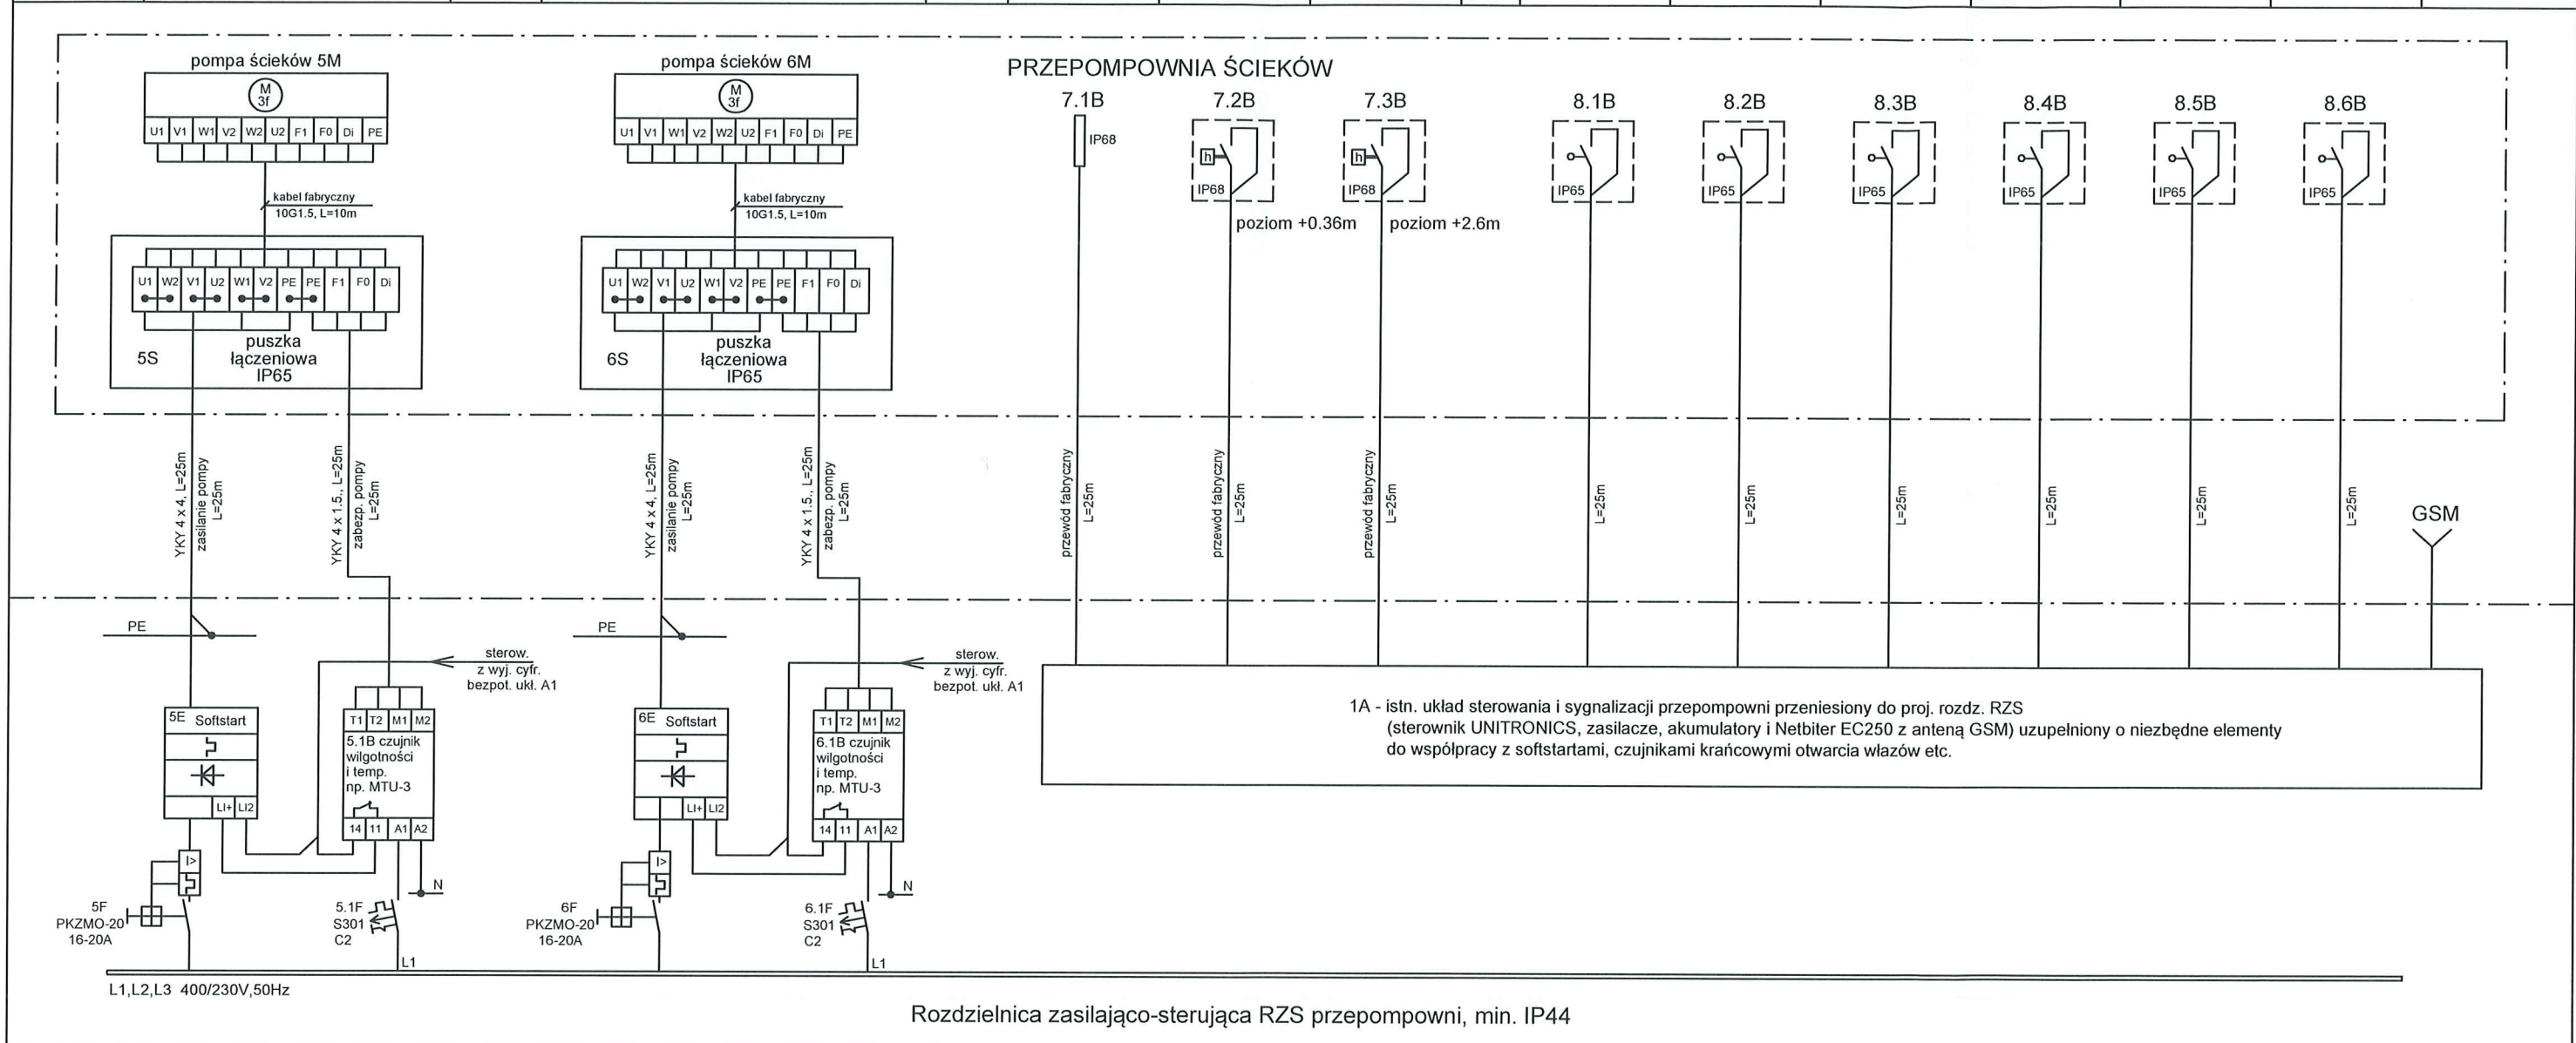 pompa ścieków 5M
M
3f
U1 V1 W1 V2 W2 U2 F1 F0 Di PE
kabel fabryczny
10G1.5, L=10m
U1 W2 V1 U2 W1 V2 PE PE F1 F0 Di
5S
puszka
łączeniowa
IP65
pompa ścieków 6M
M
3f
U1 V1 W1 V2 W2 U2 F1 F0 Di PE
kabel fabryczny
10G1.5, L=10m
U1 W2 V1 U2 W1 V2 PE PE F1 F0 Di
6S
puszka
łączeniowa
IP65
PRZEPOMPOWNIA ŚCIEKÓW
7.1B
IP68
7.2B
h
IP68
poziom +0.36m
7.3B
h
IP68
poziom +2.6m
8.1B
IP65
8.2B
IP65
8.3B
IP65
8.4B
IP65
8.5B
IP65
8.6B
IP65
YKY 4 x 4, L=25m
zasilanie pompy
L=25m
YKY 4 x 1.5., L=25m
zabezp. pompy
L=25m
YKY 4 x 4, L=25m
zasilanie pompy
L=25m
YKY 4 x 1.5., L=25m
zabezp. pompy
L=25m
przewód fabryczny
L=25m
przewód fabryczny
L=25m
przewód fabryczny
L=25m
L=25m
L=25m
L=25m
L=25m
L=25m
L=25m
GSM
PE
sterow.
z wyj. cyfr.
bezpot. ukł. A1
5E Softstart
LI+ LI2
T1 T2 M1 M2
5.1B czujnik
wilgotności
i temp.
np. MTU-3
14 11 A1 A2
I>
N
5F
PKZMO-20
16-20A
5.1F
S301
C2
L1
PE
sterow.
z wyj. cyfr.
bezpot. ukł. A1
6E Softstart
LI+ LI2
T1 T2 M1 M2
6.1B czujnik
wilgotności
i temp.
np. MTU-3
14 11 A1 A2
I>
N
6F
PKZMO-20
16-20A
6.1F
S301
C2
L1
1A - istn. układ sterowania i sygnalizacji przepompowni przeniesiony do proj. rozdz. RZS
(sterownik UNITRONICS, zasilacze, akumulatory i Netbiter EC250 z anteną GSM) uzupełniony o niezbędne elementy
do współpracy z softstartami, czujnikami krańcowymi otwarcia włazów etc.
L1,L2,L3 400/230V,50Hz
Rozdzielnica zasilająco-sterująca RZS przepompowni, min. IP44